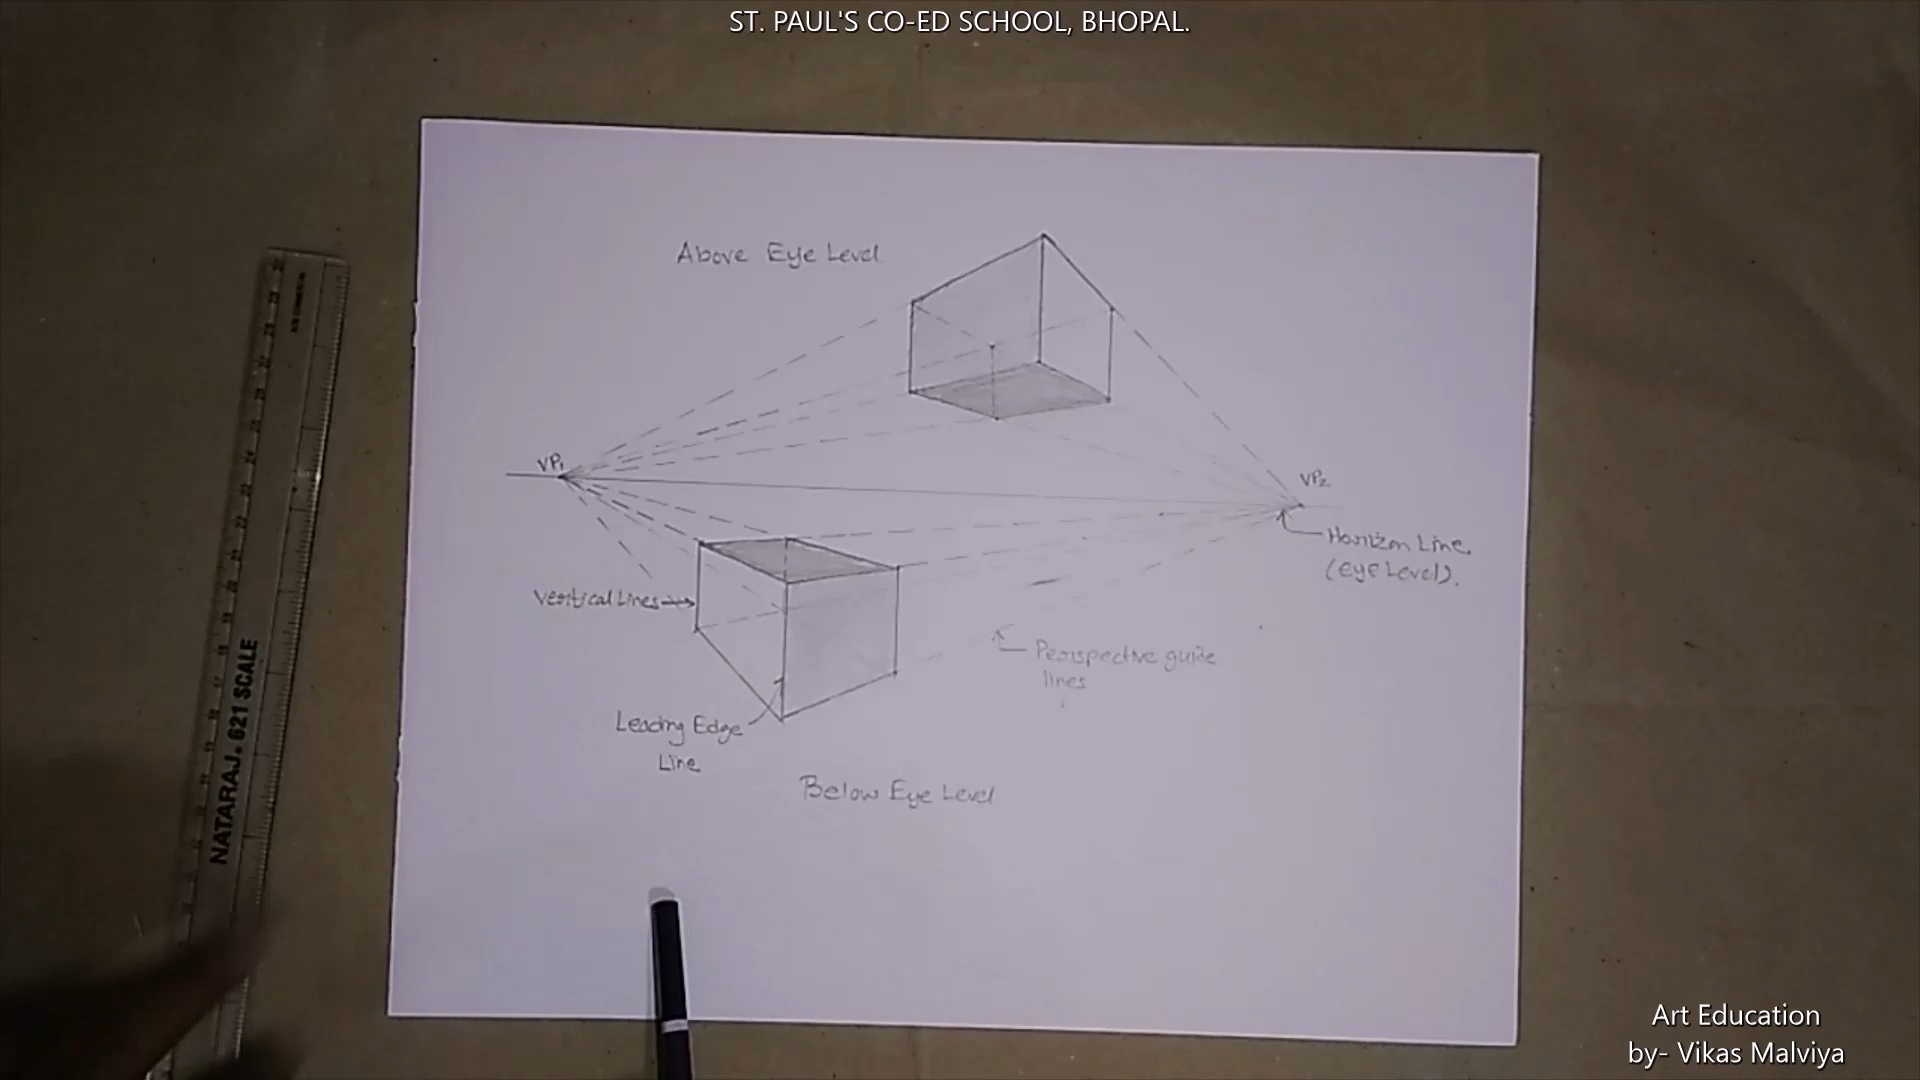 ST. PAUL'S CO-ED SCHOOL, BHOPAL.
Above Eye Level
VP₁
VP₂
Horizon Line
(eye Level).
Vertical Lines
Perspective guide
lines
Leading Edge
Line
Below Eye Level
NATARAJ 621 SCALE
Art Education
by- Vikas Malviya